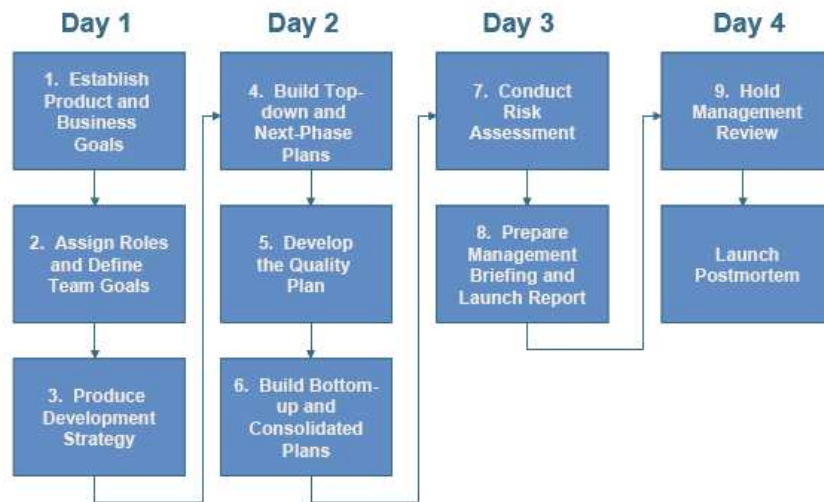 Day 1
1. Establish
Product and
Business
Goals
2. Assign Roles
and Define
Team Goals
3. Produce
Development
Strategy
Day 2
4. Build Top-
down and
Next-Phase
Plans
5. Develop
the Quality
Plan
6. Build Bottom-
up and
Consolidated
Plans
Day 3
7. Conduct
Risk
Assessment
8. Prepare
Management
Briefing and
Launch Report
Day 4
9. Hold
Management
Review
Launch
Postmortem